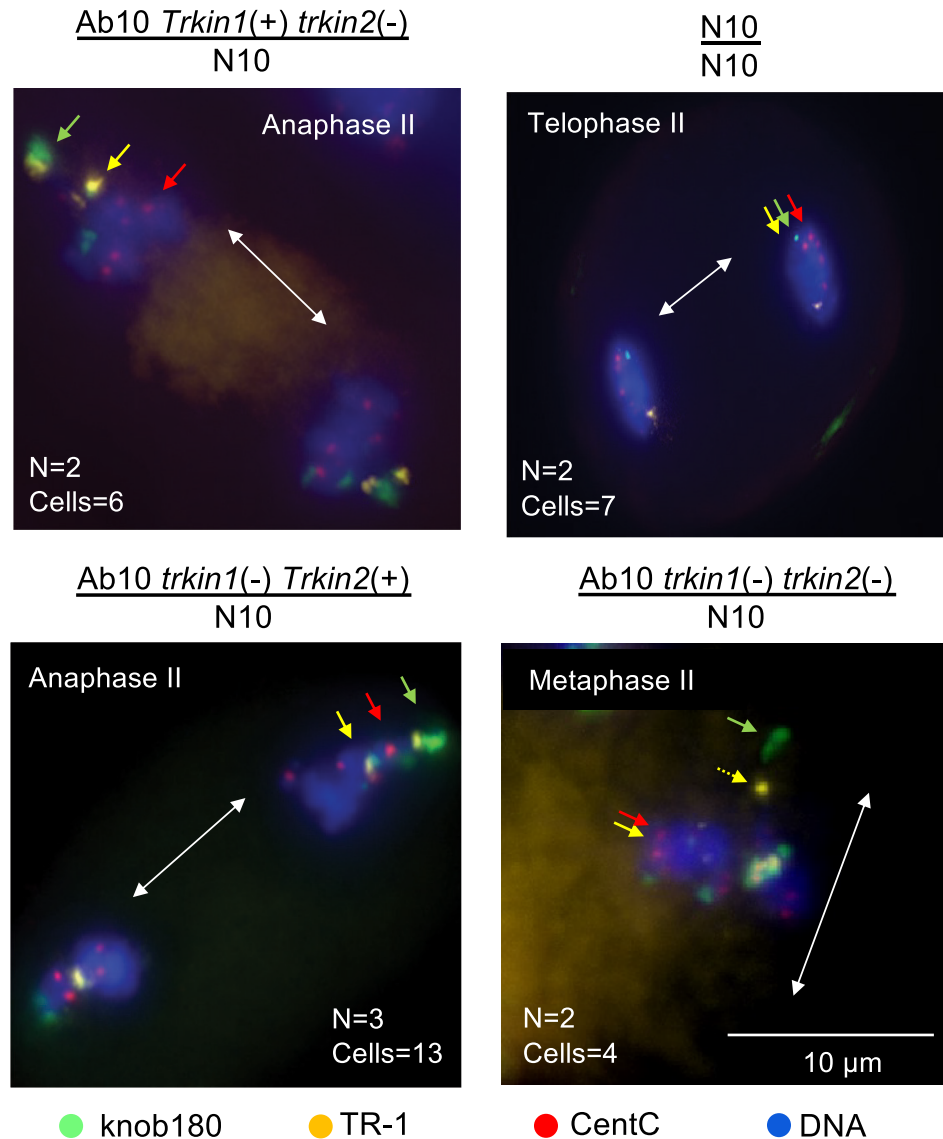 Ab10 Trkin1(+) trkin2(-)
N10
N10
N10
Anaphase II
N=2
Cells=6
Telophase II
N=2
Cells=7
Ab10 trkin1(-) Trkin2(+)
N10
Ab10 trkin1(-) trkin2(-)
N10
Anaphase II
N=3
Cells=13
Metaphase II
N=2
Cells=4
10 µm
knob180
TR-1
CentC
DNA